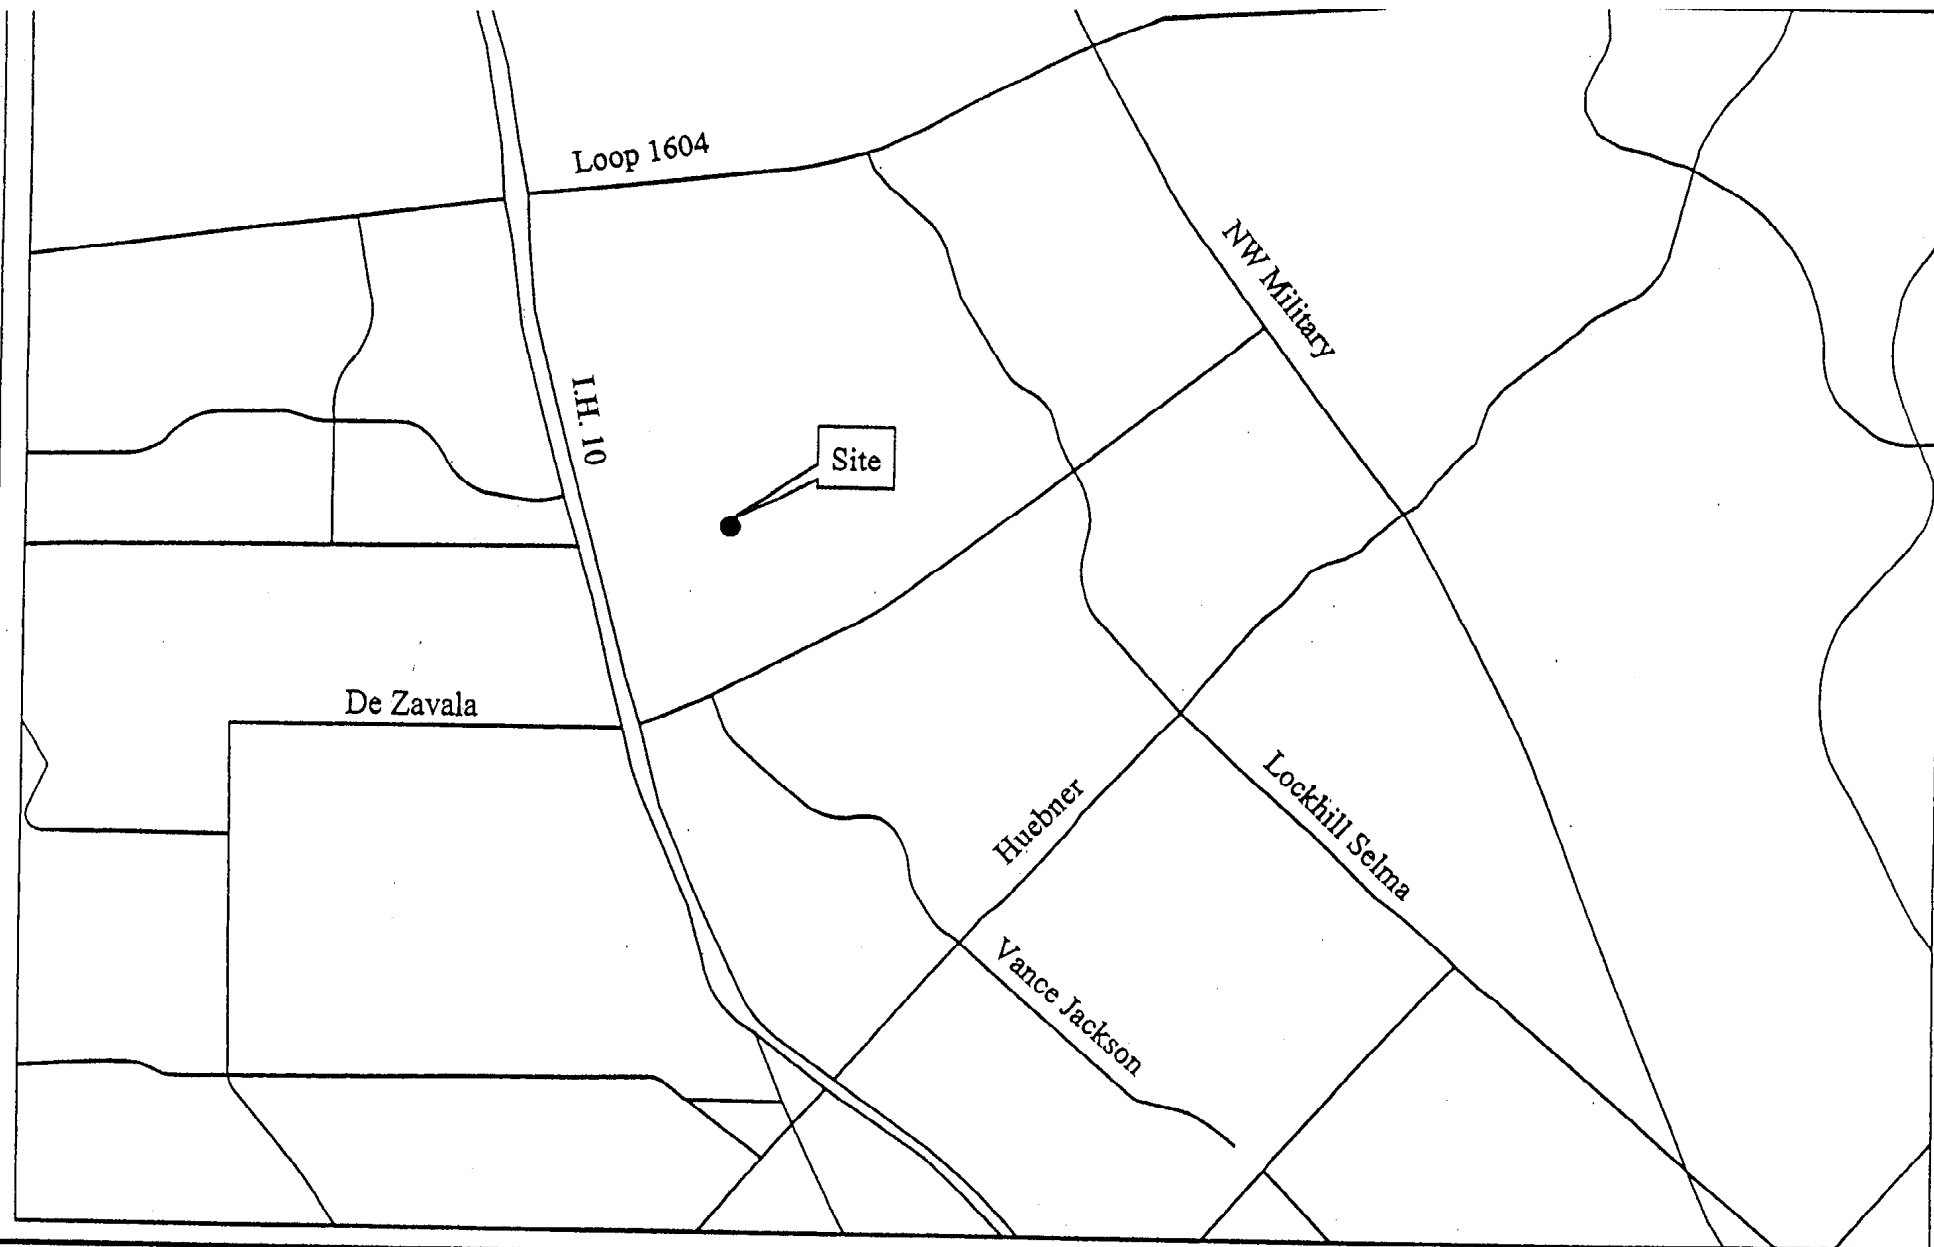 Loop 1604
NW Military
I.H. 10
Site
De Zavala
Huebner
Lockhill Selma
Vance Jackson